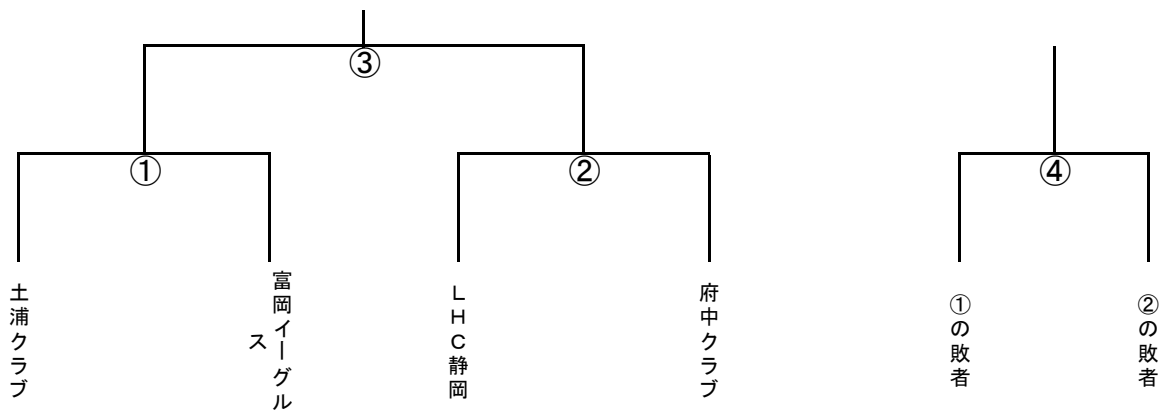 ③
①
②
④
土浦クラブ
富岡イーグル
ス
LHC静岡
府中クラブ
①の敗者
②の敗者